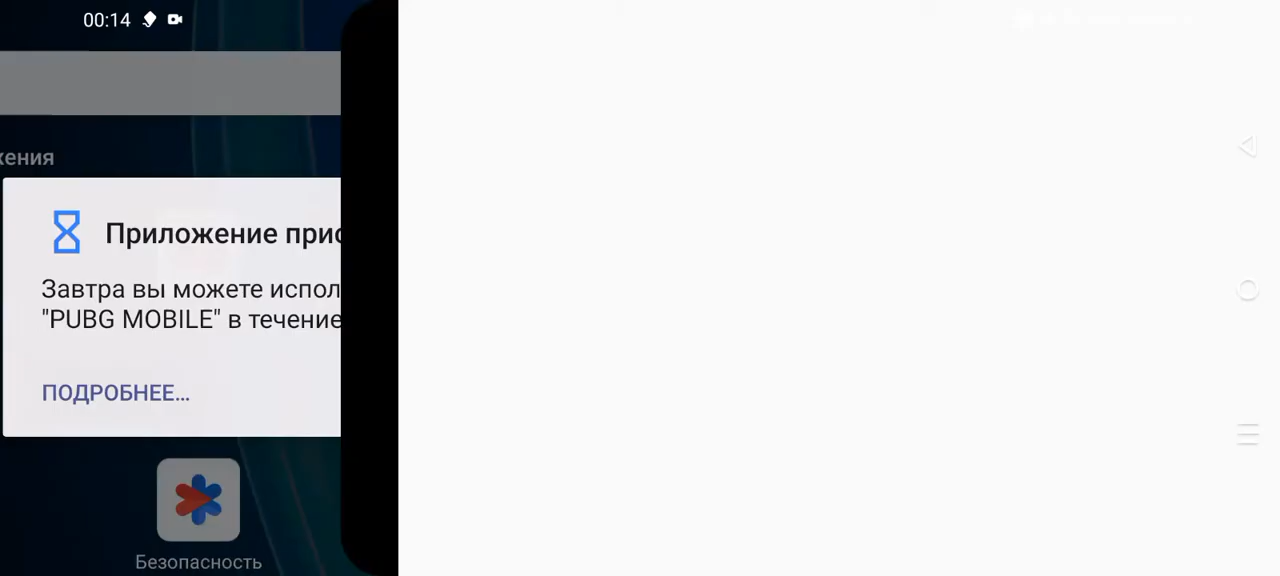 00:14
жения
Приложение прис
Завтра вы можете испол
"PUBG MOBILE" в течение
ПОДРОБНЕЕ...
Безопасность